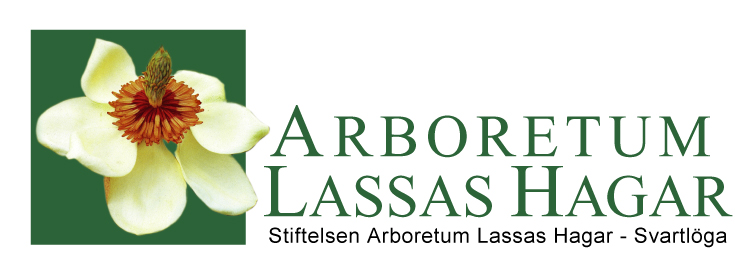 ARBORETUM
LASSAS HAGAR
Stiftelsen Arboretum Lassas Hagar - Svartlöga